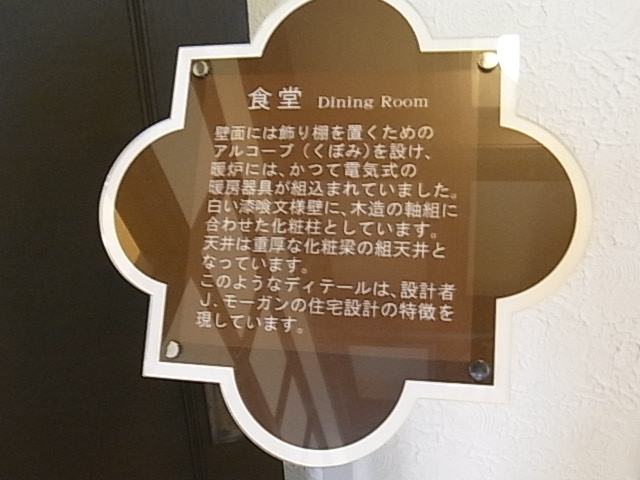 食堂 Dining Room
壁面には飾り棚を置くための
アルコーブ（くぼみ）を設け、
暖炉には、かつて電気式の
暖房器具が組込まれていました。
白い漆喰文様壁に、木造の軸組に
合わせた化粧柱としています。
天井は重厚な化粧梁の組天井と
なっています。
このようなディテールは、設計者
J．モーガンの住宅設計の特徴を
現しています。